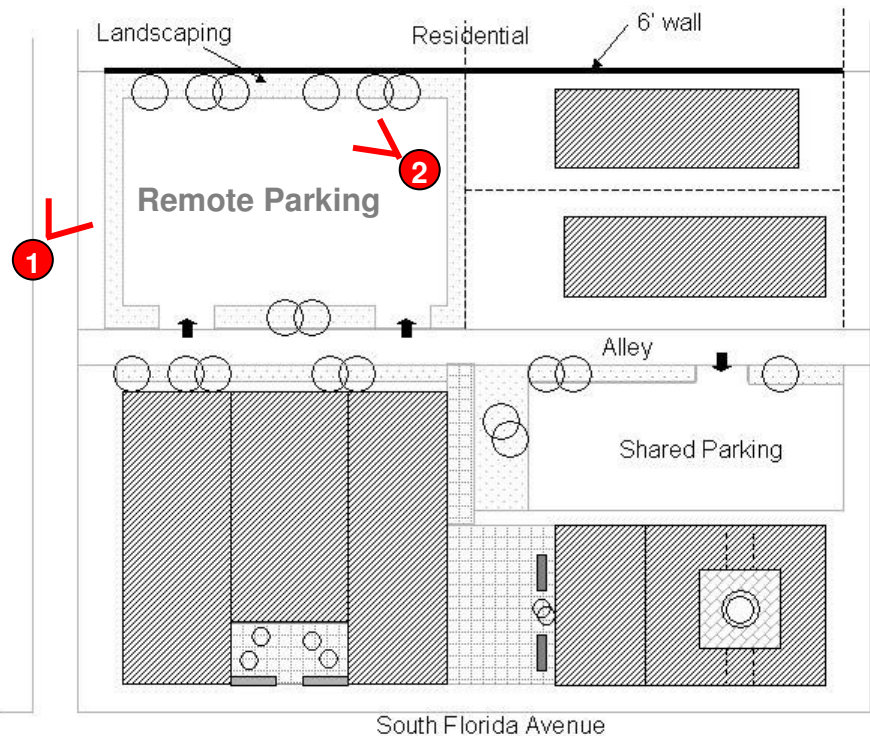 Landscaping
Residential
6' wall
2
Remote Parking
1
Alley
Shared Parking
South Florida Avenue